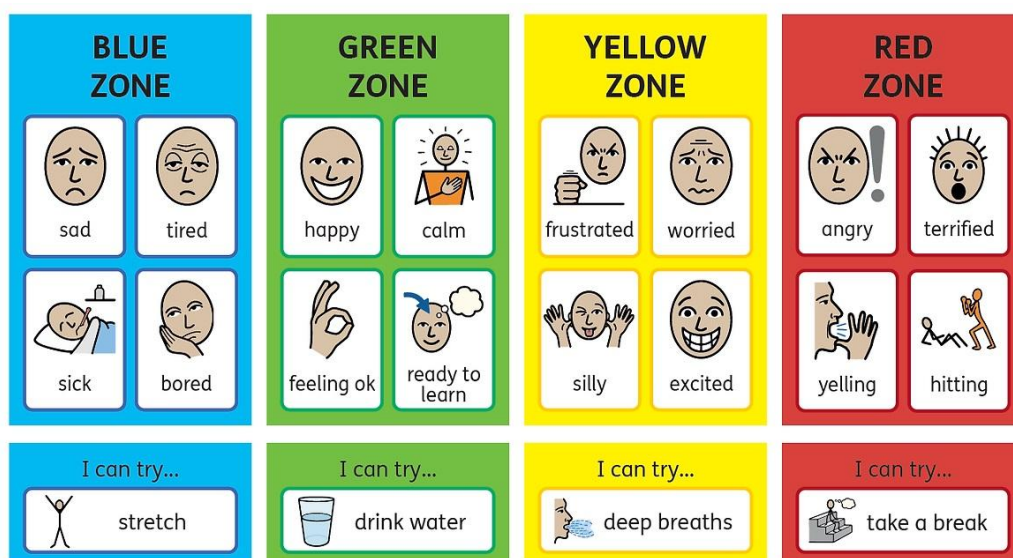 BLUE
ZONE
sad
tired
sick
bored
GREEN
ZONE
happy
calm
feeling ok
ready to
learn
YELLOW
ZONE
frustrated
worried
silly
excited
RED
ZONE
angry
terrified
yelling
hitting
I can try...
stretch
I can try...
drink water
I can try...
deep breaths
I can try...
take a break